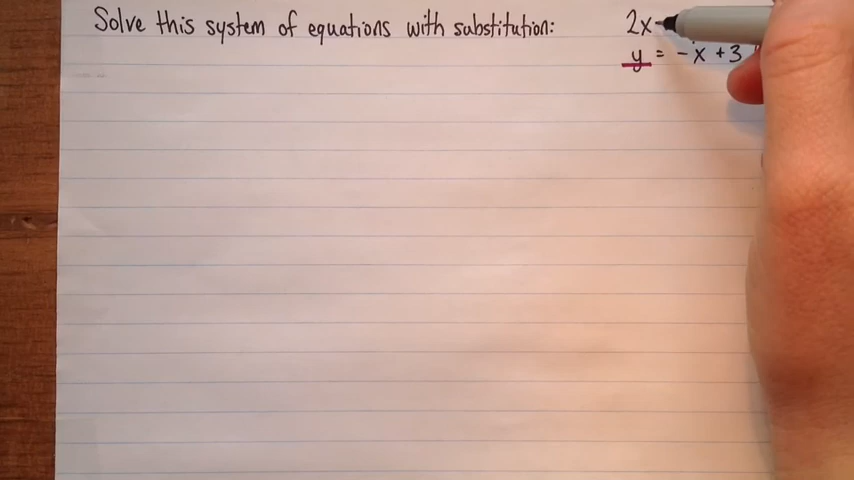 Solve this system of equations with substitution: 2x
y = -x +3